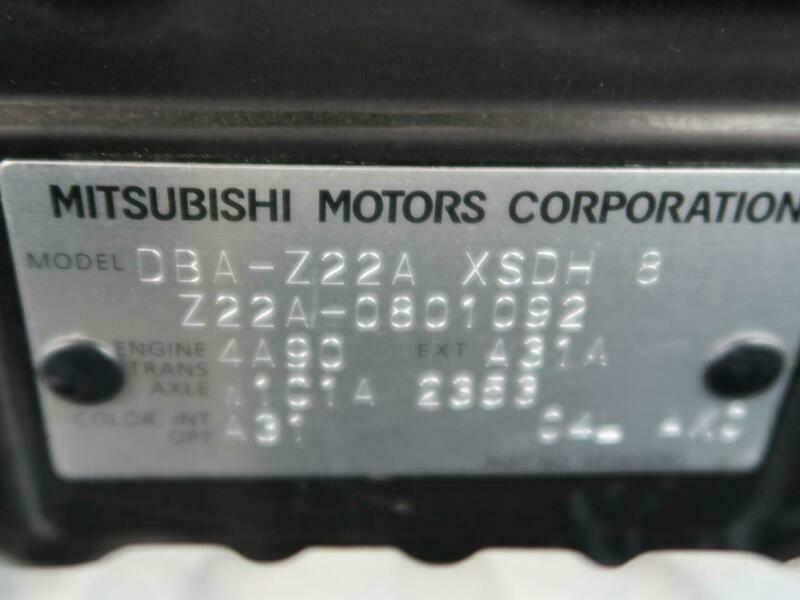 MITSUBISHI MOTORS CORPORATION
MODEL DBA-Z22A XSDH 8
Z22A-0801092
ENGINE 4A90 EXT A31A
TRANS
AXLE 2353
COLOR INT
OPT A31